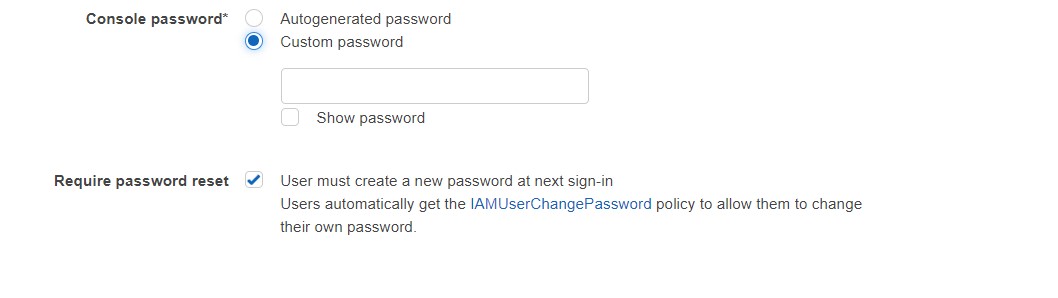 Console password* Autogenerated password
Custom password
Show password
Require password reset User must create a new password at next sign-in
Users automatically get the IAMUserChangePassword policy to allow them to change
their own password.